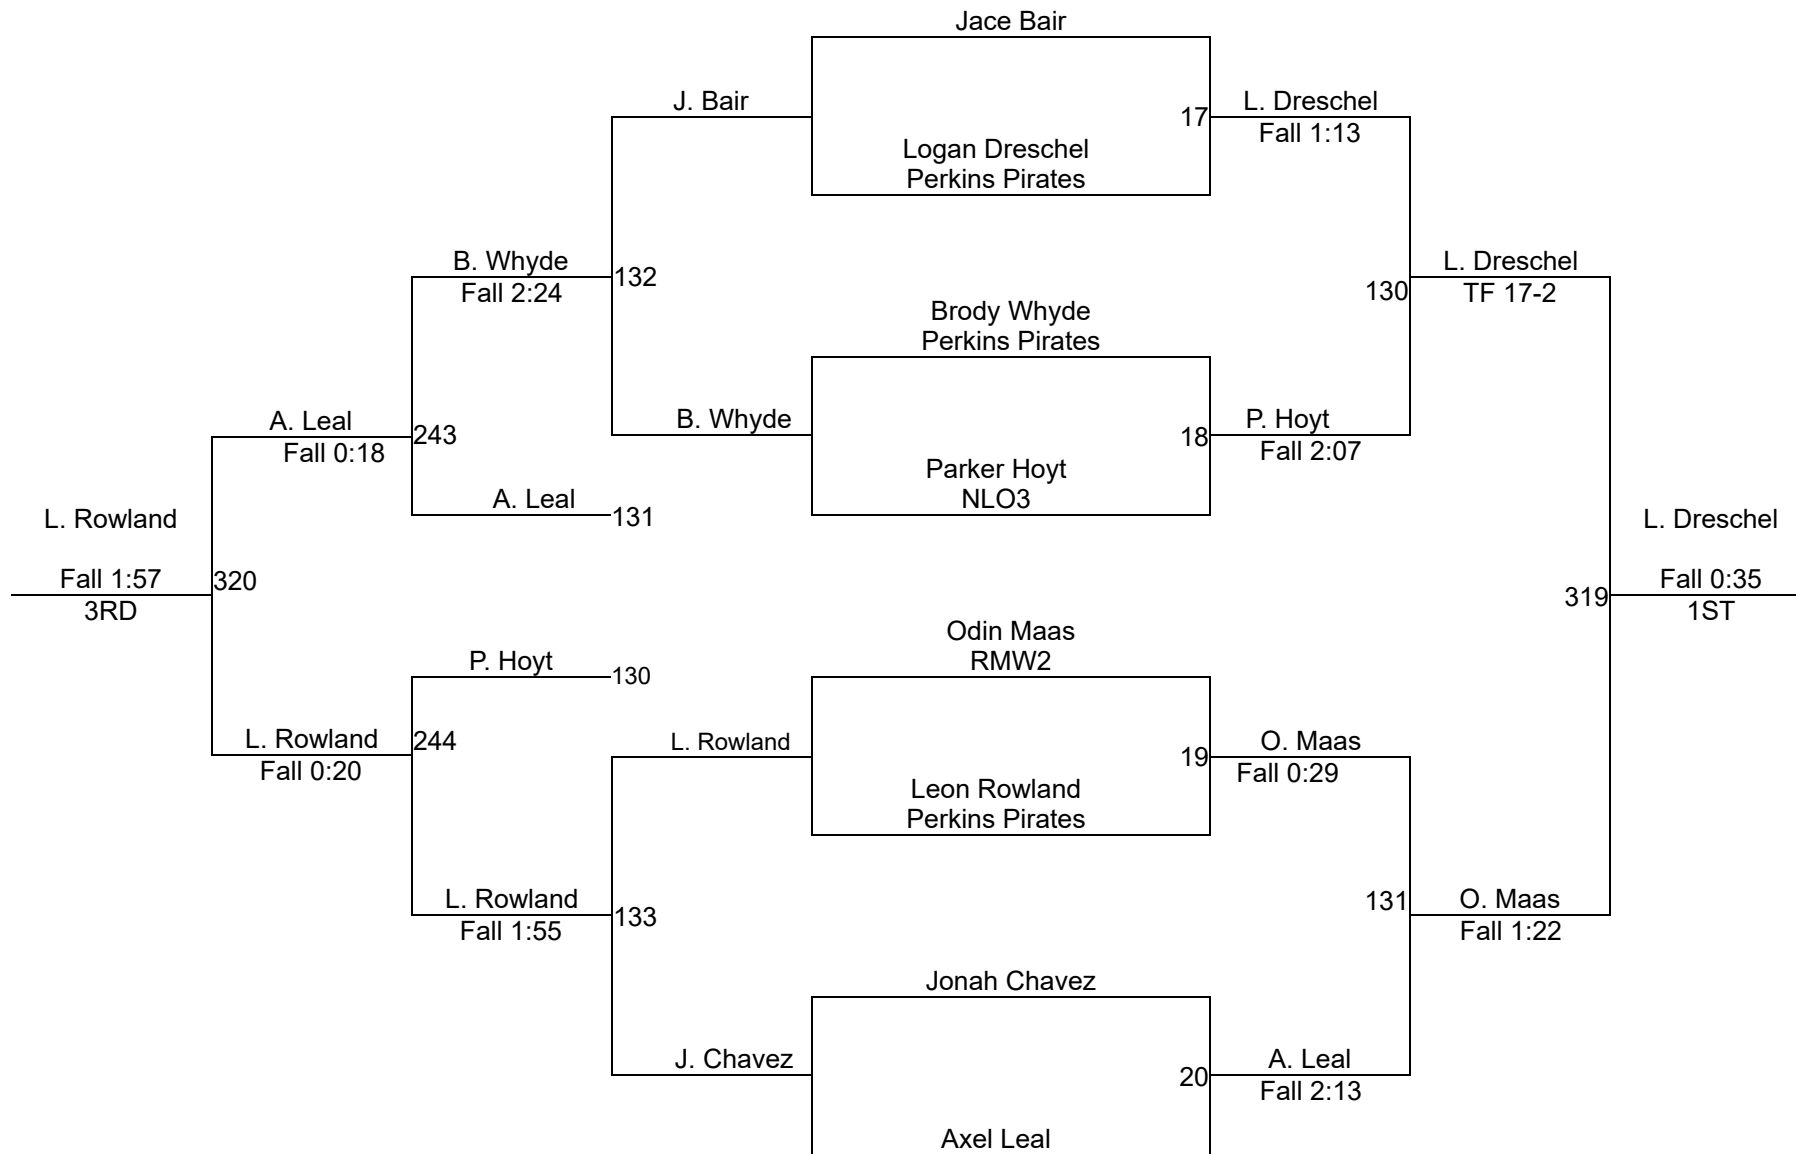 Jace Bair
J. Bair
17
L. Dreschel
Fall 1:13
Logan Dreschel
Perkins Pirates
B. Whyde
Fall 2:24
132
Brody Whyde
Perkins Pirates
130
L. Dreschel
TF 17-2
A. Leal
Fall 0:18
243
B. Whyde
18
P. Hoyt
Fall 2:07
Parker Hoyt
NLO3
A. Leal
131
L. Rowland
Fall 1:57
3RD
320
L. Dreschel
319
Fall 0:35
1ST
Odin Maas
RMW2
P. Hoyt
130
L. Rowland
Fall 0:20
244
L. Rowland
19
O. Maas
Fall 0:29
Leon Rowland
Perkins Pirates
L. Rowland
Fall 1:55
133
131
O. Maas
Fall 1:22
Jonah Chavez
J. Chavez
20
A. Leal
Fall 2:13
Axel Leal